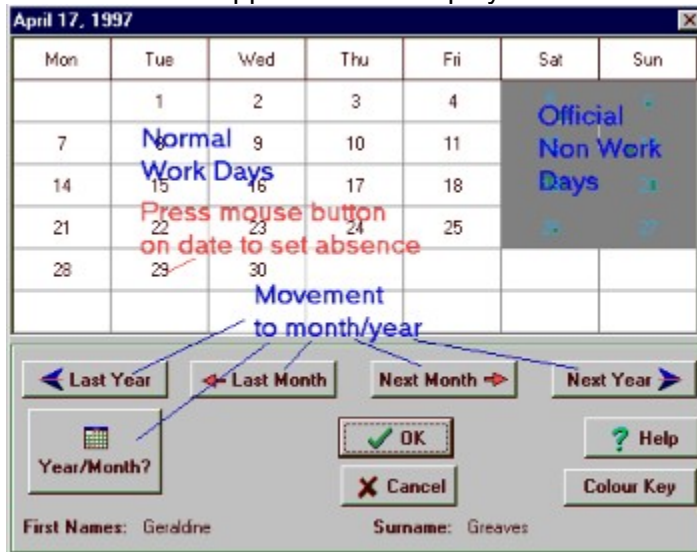 April 17, 1997
Mon Tue Wed Thu Fri Sat Sun
1 2 3 4
Official
Non Work
Days
7 9 10 11
Normal
Work Days
14 15 16 17 18
21 22 23 24 25
27
Press mouse button
on date to set absence
28 29 30
Movement
to month/year
Last Year Last Month Next Month Next Year
Year/Month?
OK Help
Cancel Colour Key
First Names: Geraldine Surname: Greaves